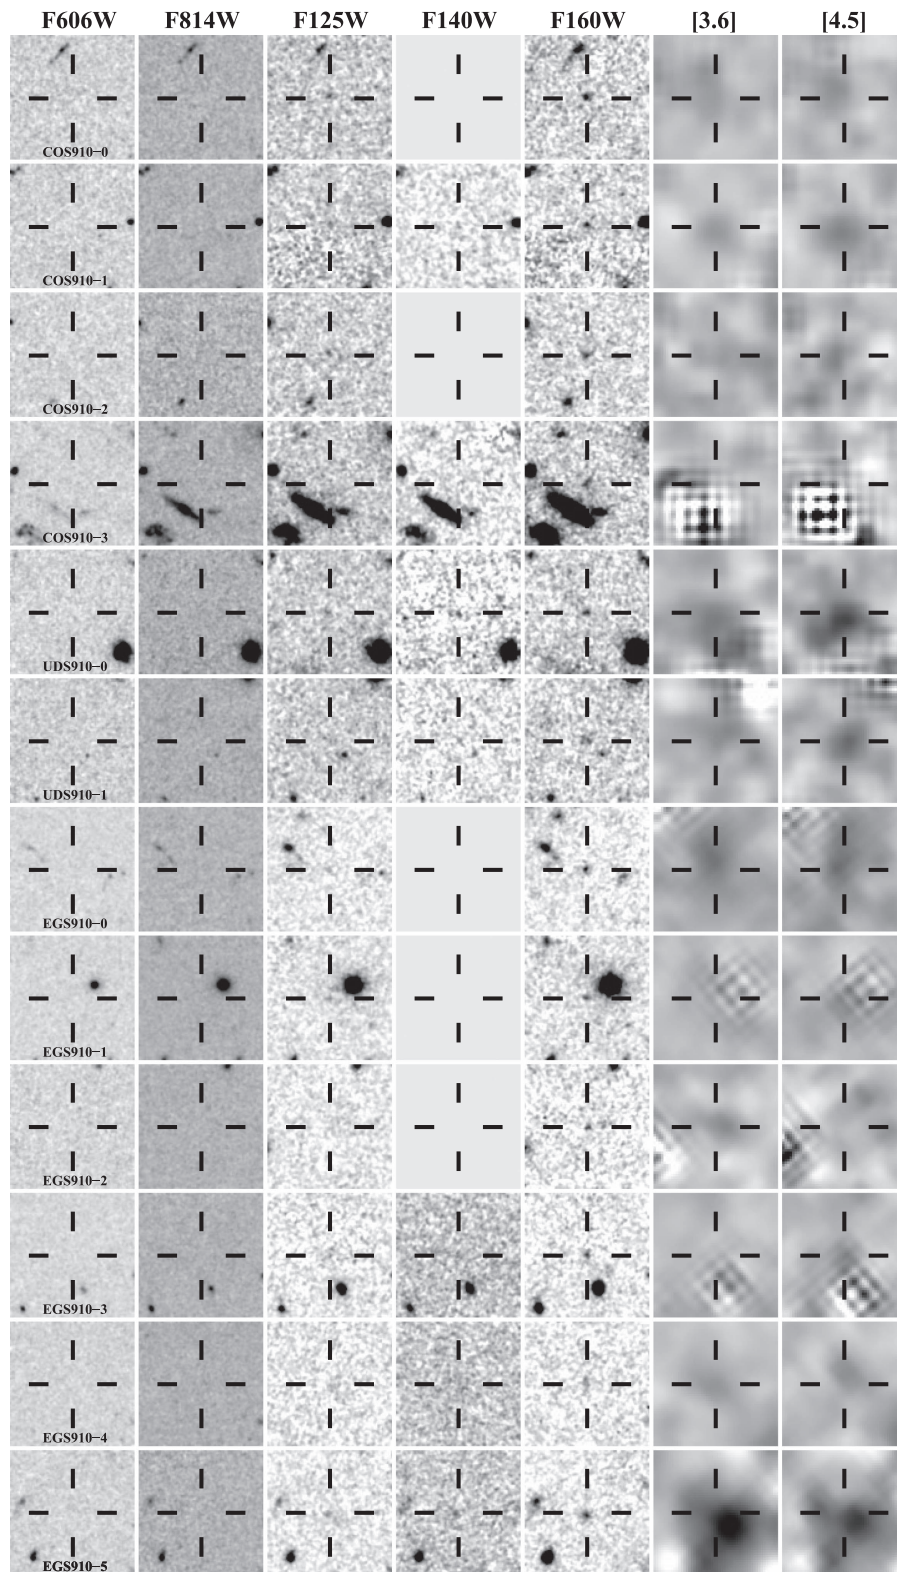 F606W F814W F125W F140W F160W [3.6] [4.5]
COS910−0
COS910−1
COS910−2
COS910−3
UDS910−0
UDS910−1
EGS910−0
EGS910−1
EGS910−2
EGS910−3
EGS910−4
EGS910−5